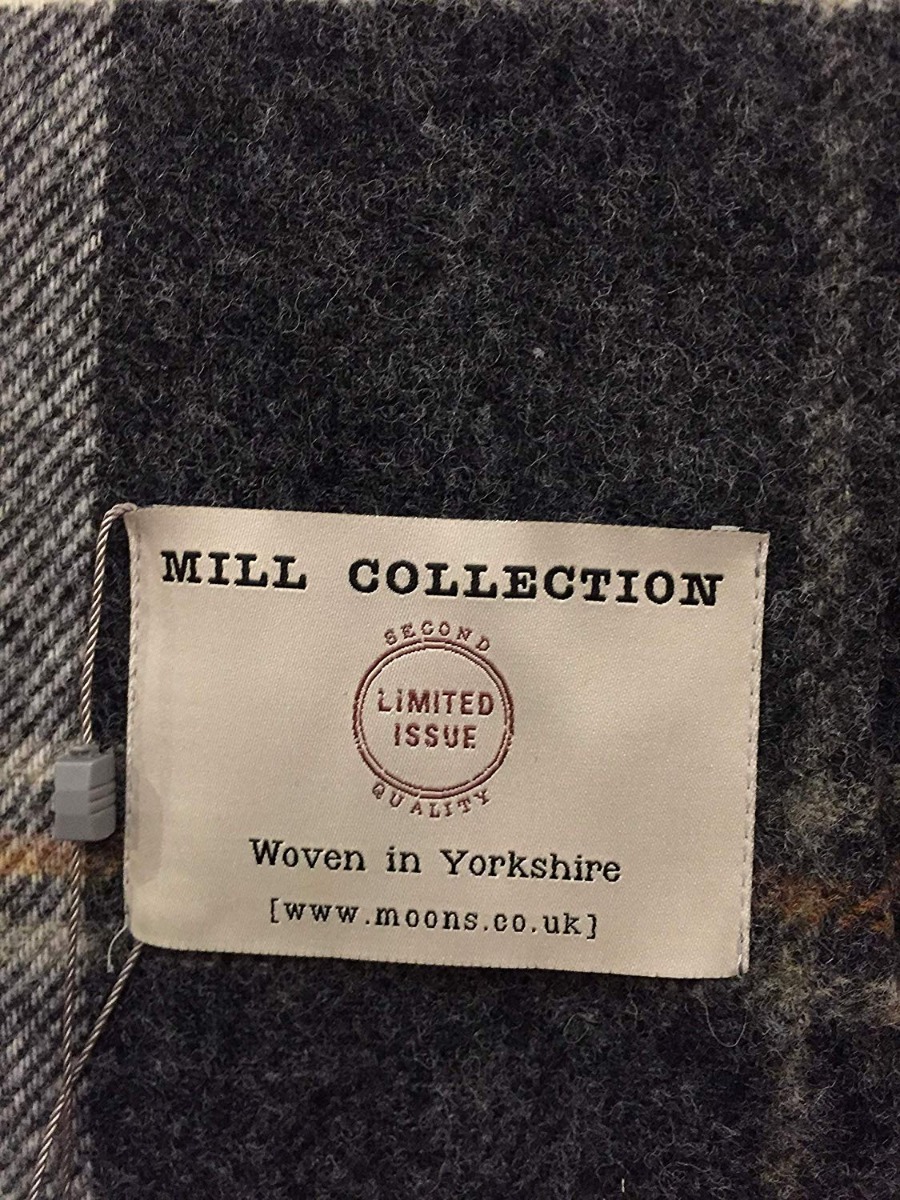 MILL COLLECTION
SECOND
LiMITED
ISSUE
QUALITY
Woven in Yorkshire
[www.moons.co.uk]